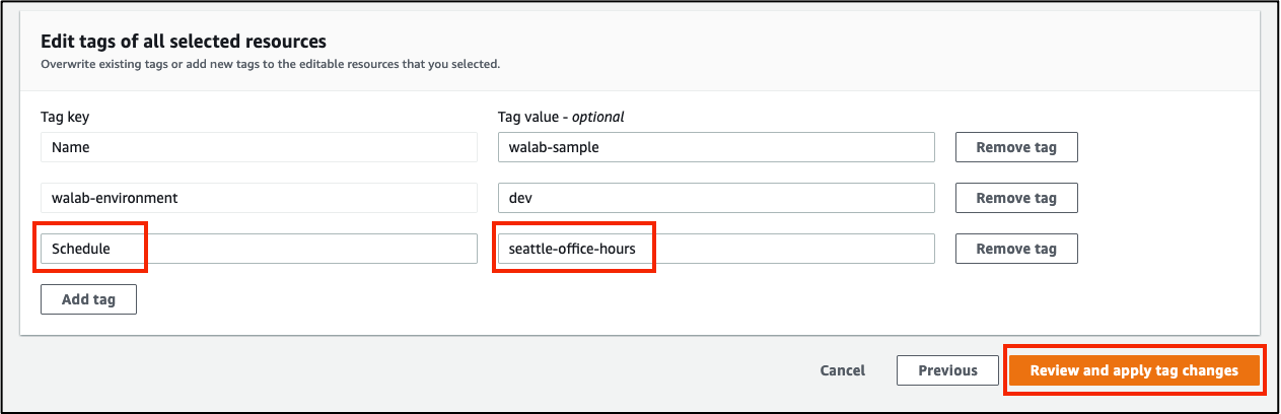 Edit tags of all selected resources
Overwrite existing tags or add new tags to the editable resources that you selected.
Tag key Tag value - optional
Name walab-sample Remove tag
walab-environment dev Remove tag
Schedule seattle-office-hours Remove tag
Add tag
Cancel Previous Review and apply tag changes